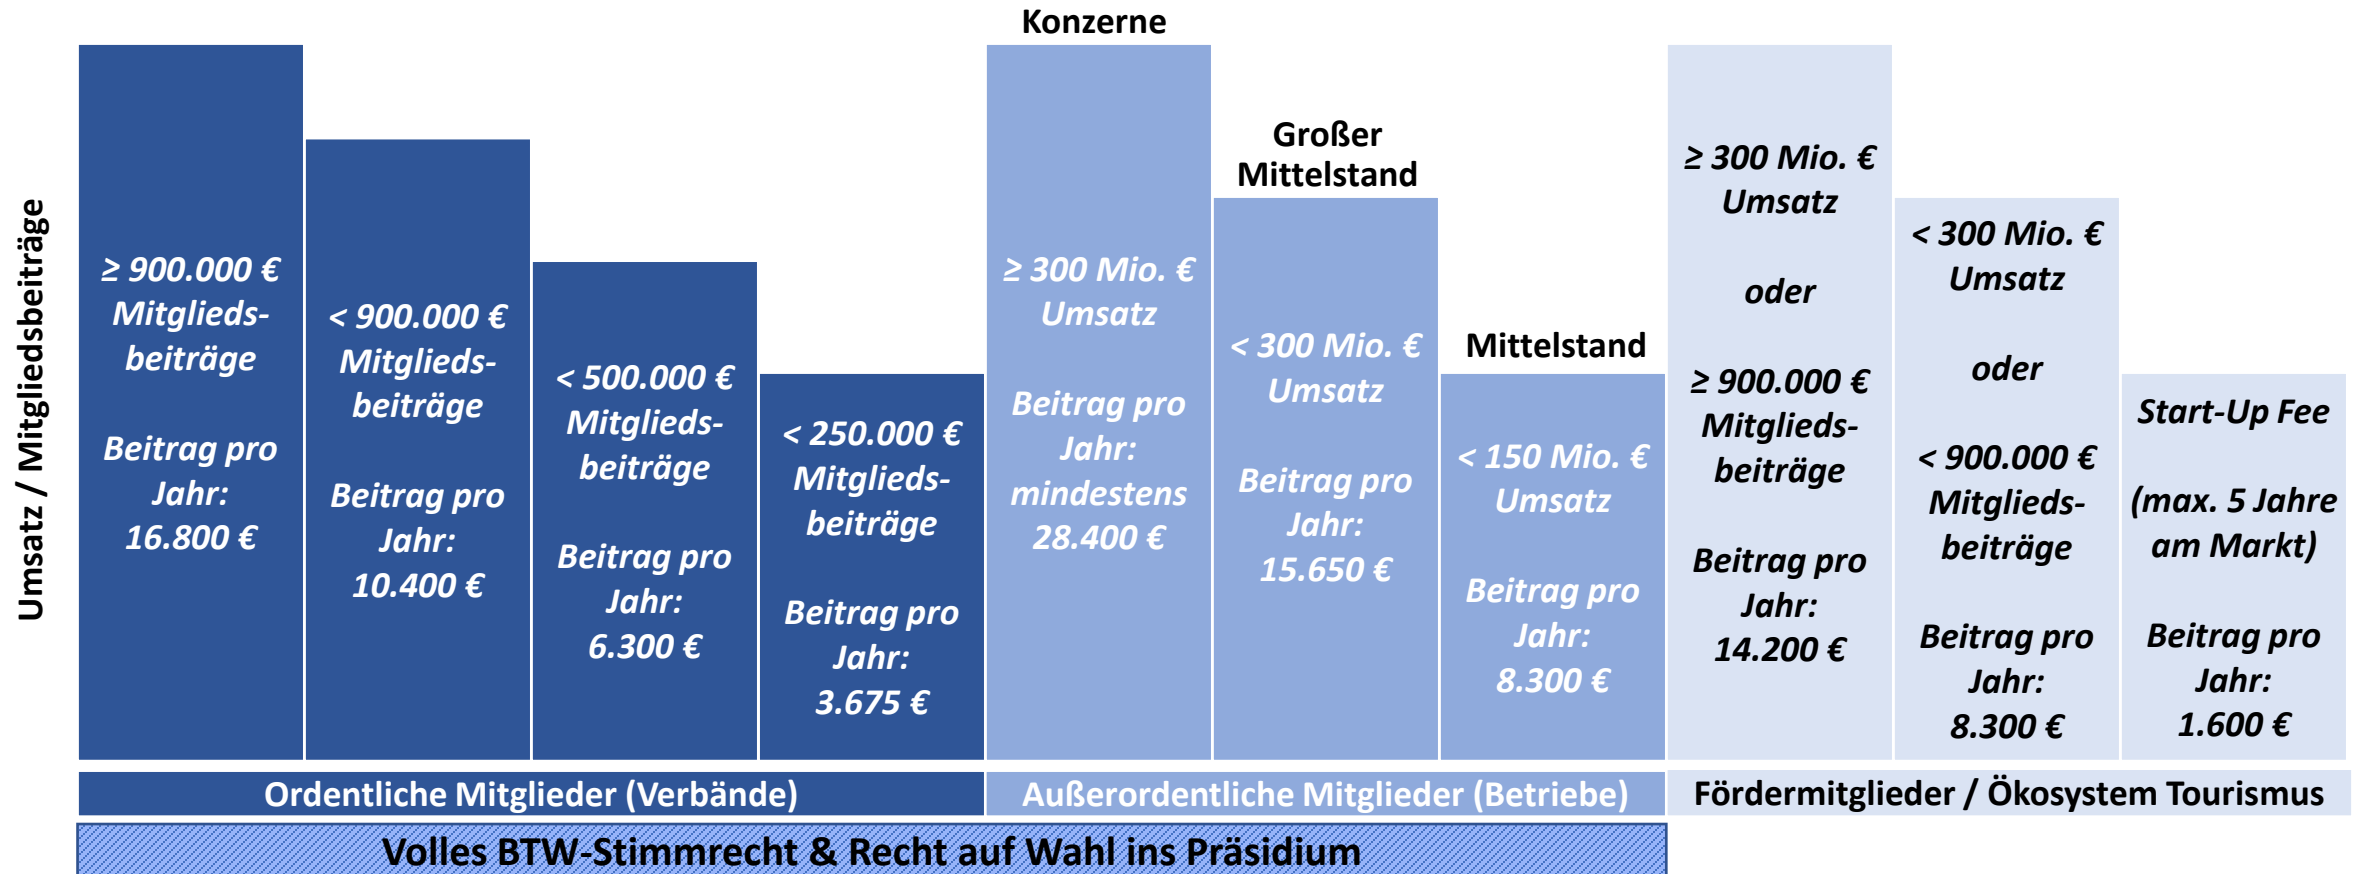 Umsatz / Mitgliedsbeiträge
≥ 900.000 €
Mitglieds-
beiträge
Beitrag pro
Jahr:
16.800 €
< 900.000 €
Mitglieds-
beiträge
Beitrag pro
Jahr:
10.400 €
< 500.000 €
Mitglieds-
beiträge
Beitrag pro
Jahr:
6.300 €
< 250.000 €
Mitglieds-
beiträge
Beitrag pro
Jahr:
3.675 €
Konzerne
≥ 300 Mio. €
Umsatz
Beitrag pro
Jahr:
mindestens
28.400 €
Großer
Mittelstand
< 300 Mio. €
Umsatz
Beitrag pro
Jahr:
15.650 €
Mittelstand
< 150 Mio. €
Umsatz
Beitrag pro
Jahr:
8.300 €
≥ 300 Mio. €
Umsatz
oder
≥ 900.000 €
Mitglieds-
beiträge
Beitrag pro
Jahr:
14.200 €
< 300 Mio. €
Umsatz
oder
< 900.000 €
Mitglieds-
beiträge
Beitrag pro
Jahr:
8.300 €
Start-Up Fee
(max. 5 Jahre
am Markt)
Beitrag pro
Jahr:
1.600 €
Ordentliche Mitglieder (Verbände)
Außerordentliche Mitglieder (Betriebe)
Fördermitglieder / Ökosystem Tourismus
Volles BTW-Stimmrecht & Recht auf Wahl ins Präsidium